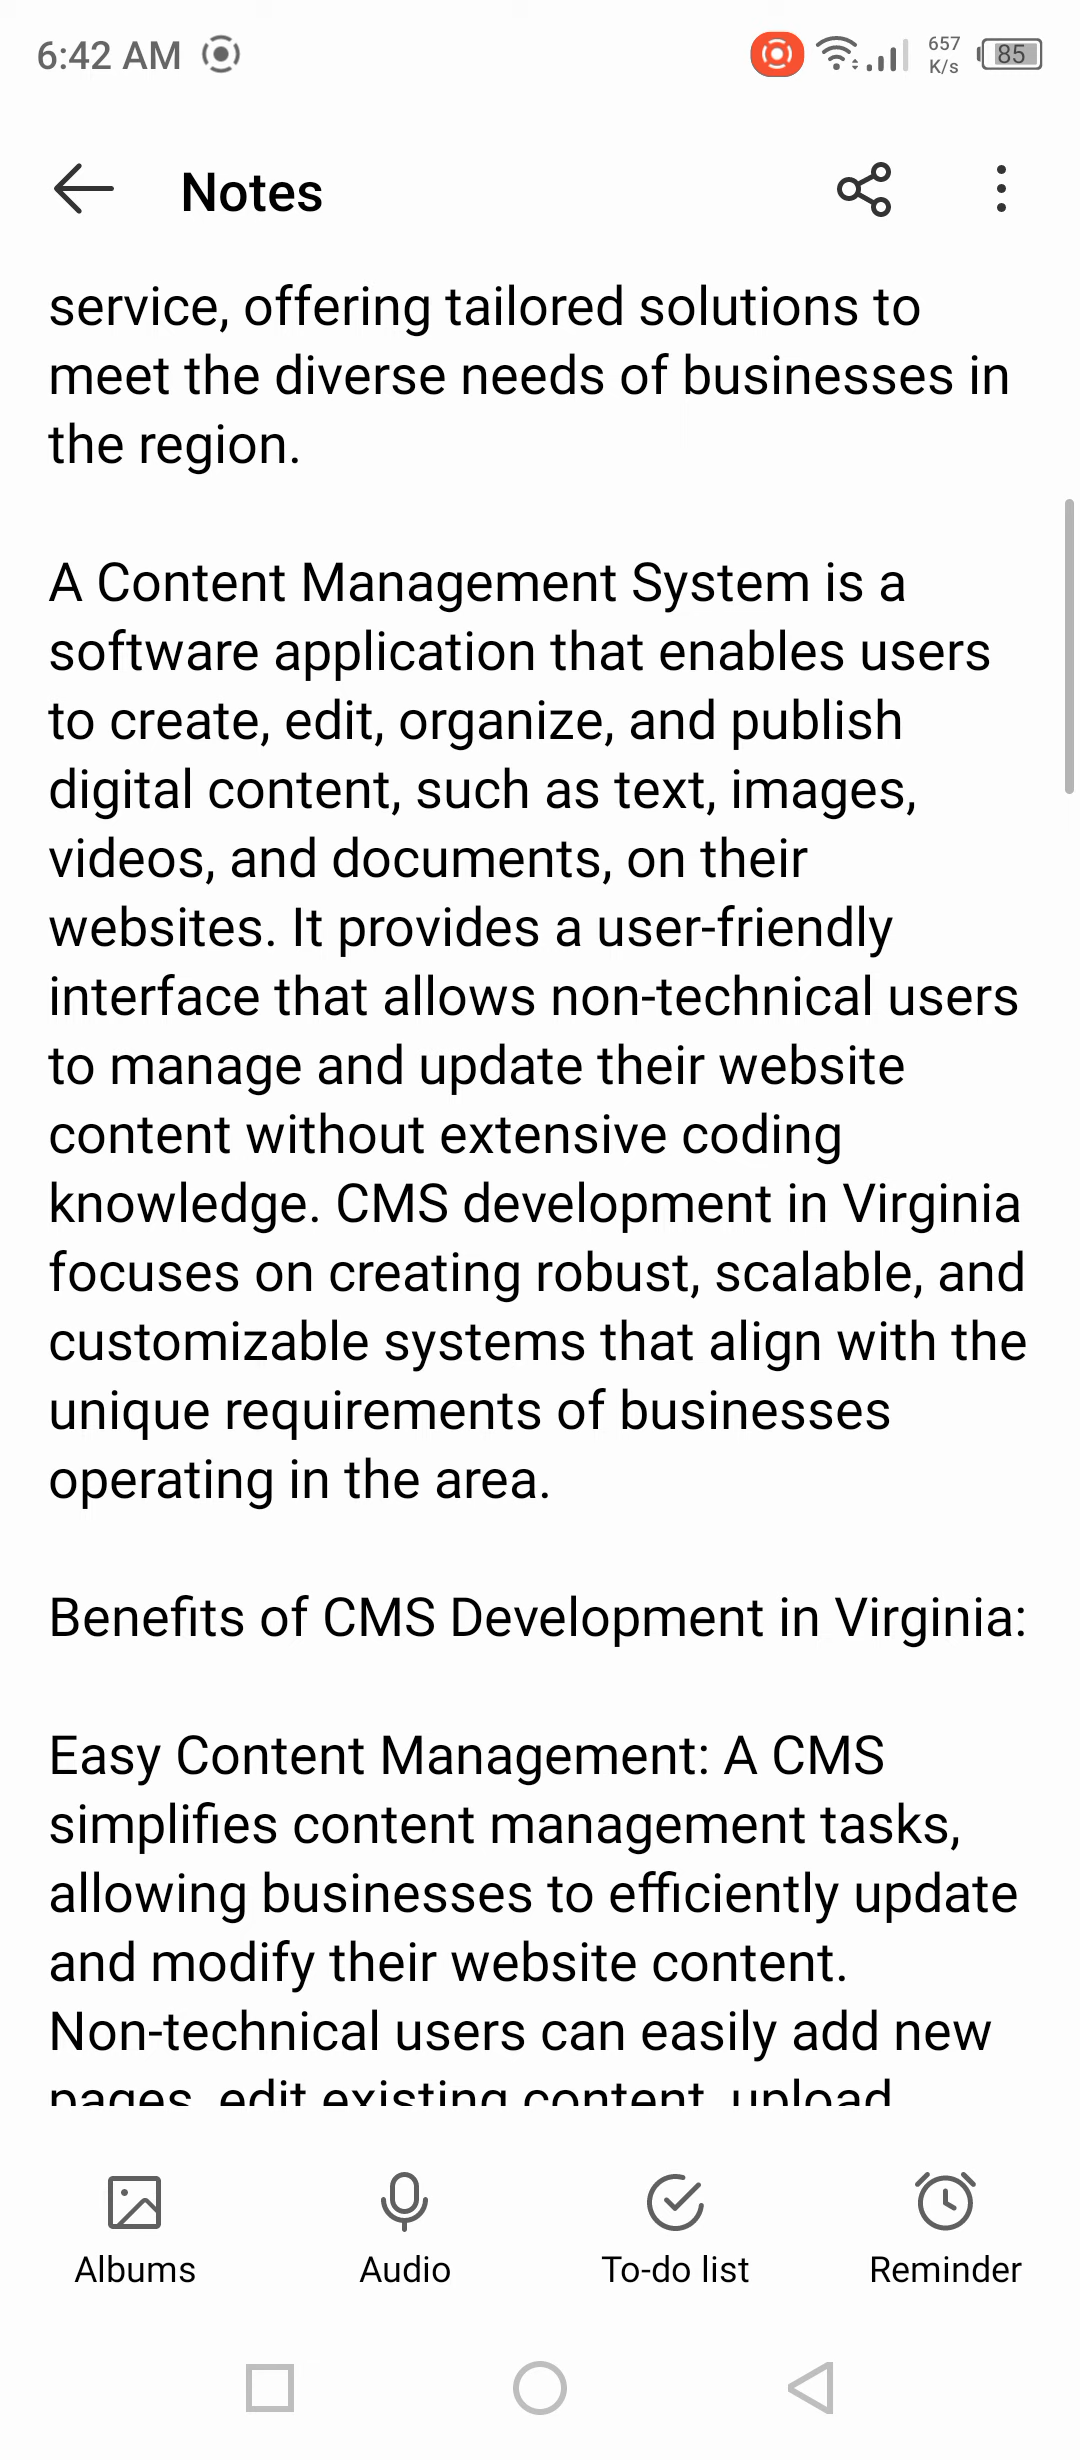 6:42 AM
657
K/s
85
Notes
service, offering tailored solutions to
meet the diverse needs of businesses in
the region.
A Content Management System is a
software application that enables users
to create, edit, organize, and publish
digital content, such as text, images,
videos, and documents, on their
websites. It provides a user-friendly
interface that allows non-technical users
to manage and update their website
content without extensive coding
knowledge. CMS development in Virginia
focuses on creating robust, scalable, and
customizable systems that align with the
unique requirements of businesses
operating in the area.
Benefits of CMS Development in Virginia:
Easy Content Management: A CMS
simplifies content management tasks,
allowing businesses to efficiently update
and modify their website content.
Non-technical users can easily add new
pages, edit existing content, upload
Albums
Audio
To-do list
Reminder